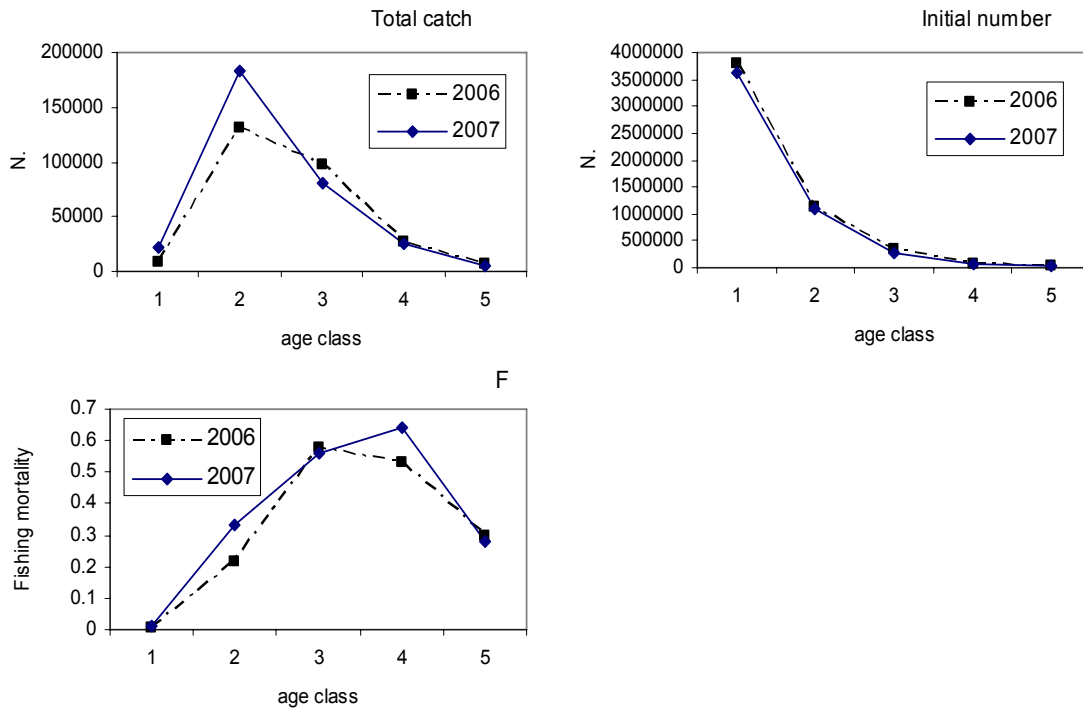 Total catch
200000
150000
100000
50000
0
N.
2006
2007
1 2 3 4 5
age class
Initial number
4000000
3500000
3000000
2500000
2000000
1500000
1000000
500000
0
N.
2006
2007
1 2 3 4 5
age class
F
0.7
0.6
0.5
0.4
0.3
0.2
0.1
0
Fishing mortality
2006
2007
1 2 3 4 5
age class